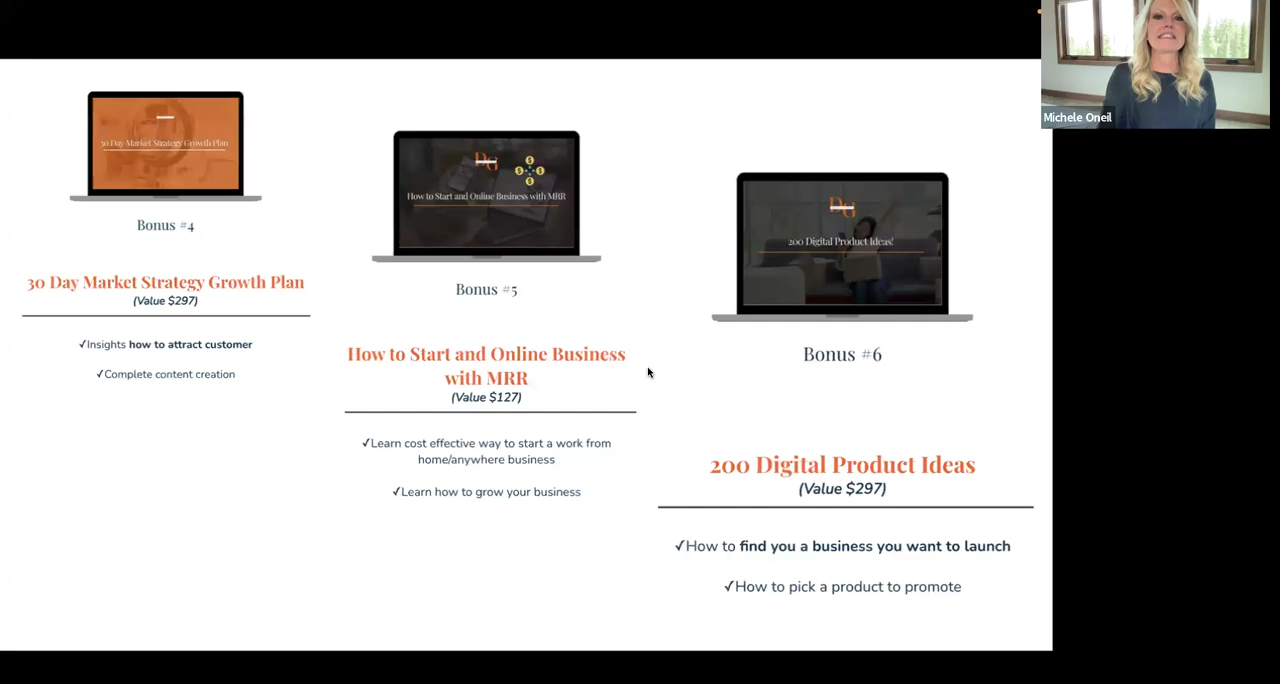 Michele Oneil
30 Day Market Strategy Growth Plan
Bonus #4
30 Day Market Strategy Growth Plan
(Value $297)
✓Insights how to attract customer
✓Complete content creation
DG
How to Start and Online Business with MRR
Bonus #5
How to Start and Online Business
with MRR
(Value $127)
✓Learn cost effective way to start a work from
home/anywhere business
✓Learn how to grow your business
DG
200 Digital Product Ideas!
Bonus #6
200 Digital Product Ideas
(Value $297)
✓How to find you a business you want to launch
✓How to pick a product to promote